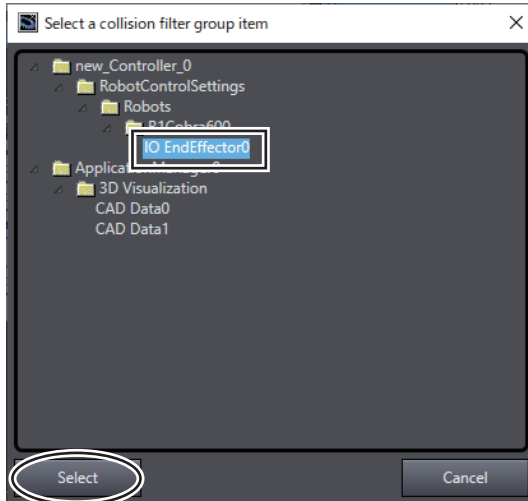 Select a collision filter group item
new_Controller_0
RobotControlSettings
Robots
R1Cobra600
IO EndEffector0
ApplicationManager0
3D Visualization
CAD Data0
CAD Data1
Select
Cancel